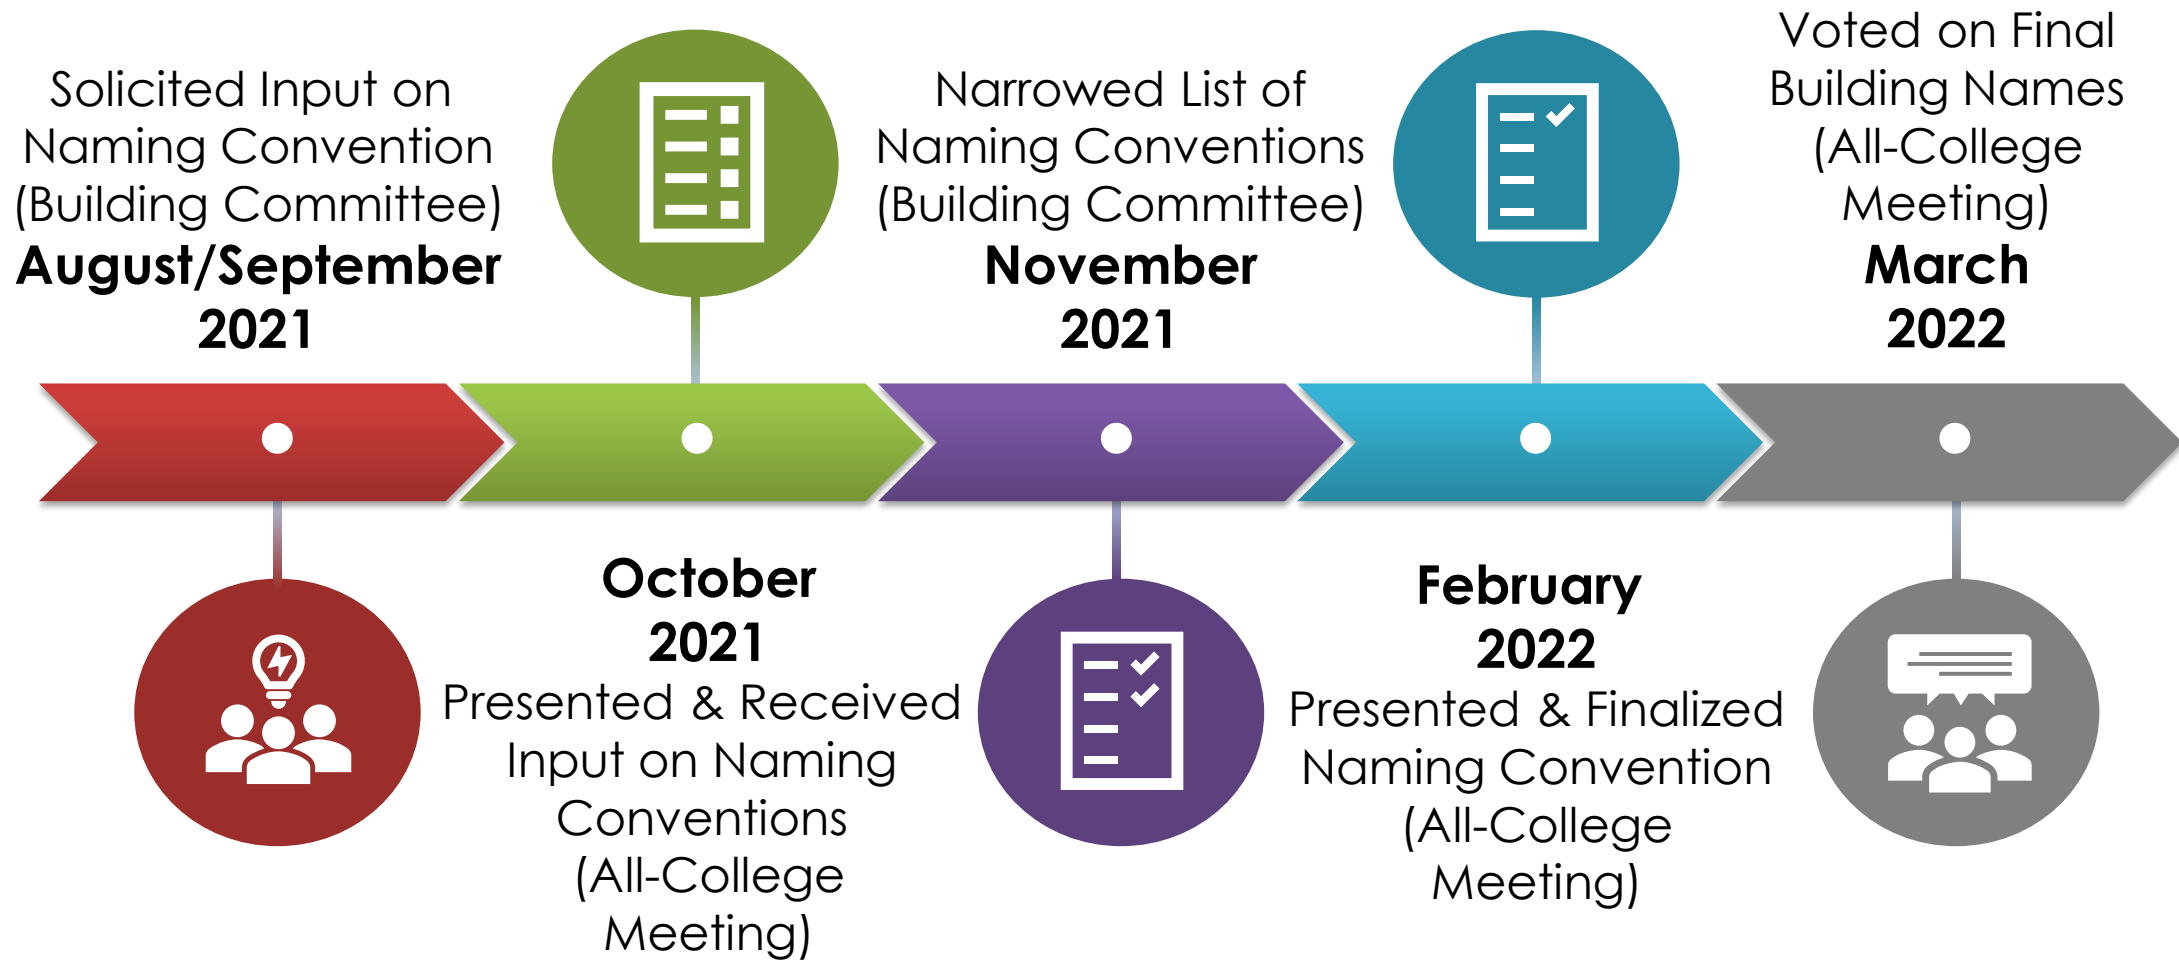 Solicited Input on
Naming Convention
(Building Committee)
August/September
2021
October
2021
Presented & Received
Input on Naming
Conventions
(All-College
Meeting)
Narrowed List of
Naming Conventions
(Building Committee)
November
2021
February
2022
Presented & Finalized
Naming Convention
(All-College
Meeting)
Voted on Final
Building Names
(All-College
Meeting)
March
2022